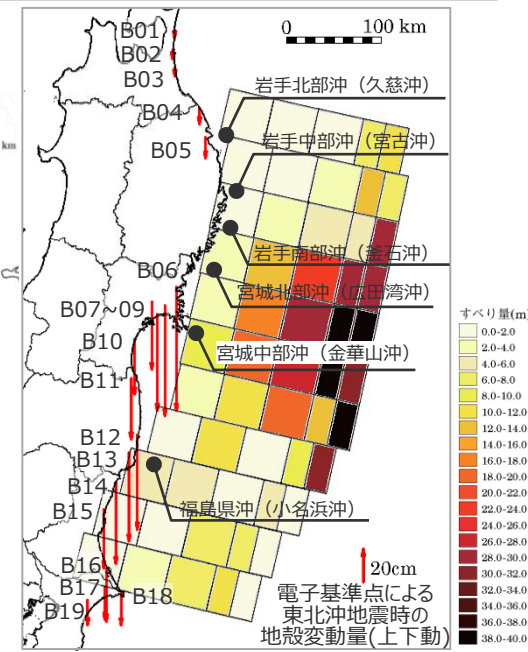 B01
B02
B03
B04
B05
B06
B07~09
B10
B11
B12
B13
B14
B15
B16
B17
B18
B19
0 100 km
km
岩手北部沖（久慈沖）
岩手中部沖（宮古沖）
岩手南部沖（釜石沖）
宮城北部沖（広田湾沖）
宮城中部沖（金華山沖）
福島県沖（小名浜沖）
20cm
電子基準点による
東北沖地震時の
地殻変動量(上下動)
すべり量(m)
0.0-2.0
2.0-4.0
4.0-6.0
6.0-8.0
8.0-10.0
10.0-12.0
12.0-14.0
14.0-16.0
16.0-18.0
18.0-20.0
20.0-22.0
22.0-24.0
24.0-26.0
26.0-28.0
28.0-30.0
30.0-32.0
32.0-34.0
34.0-36.0
36.0-38.0
38.0-40.0